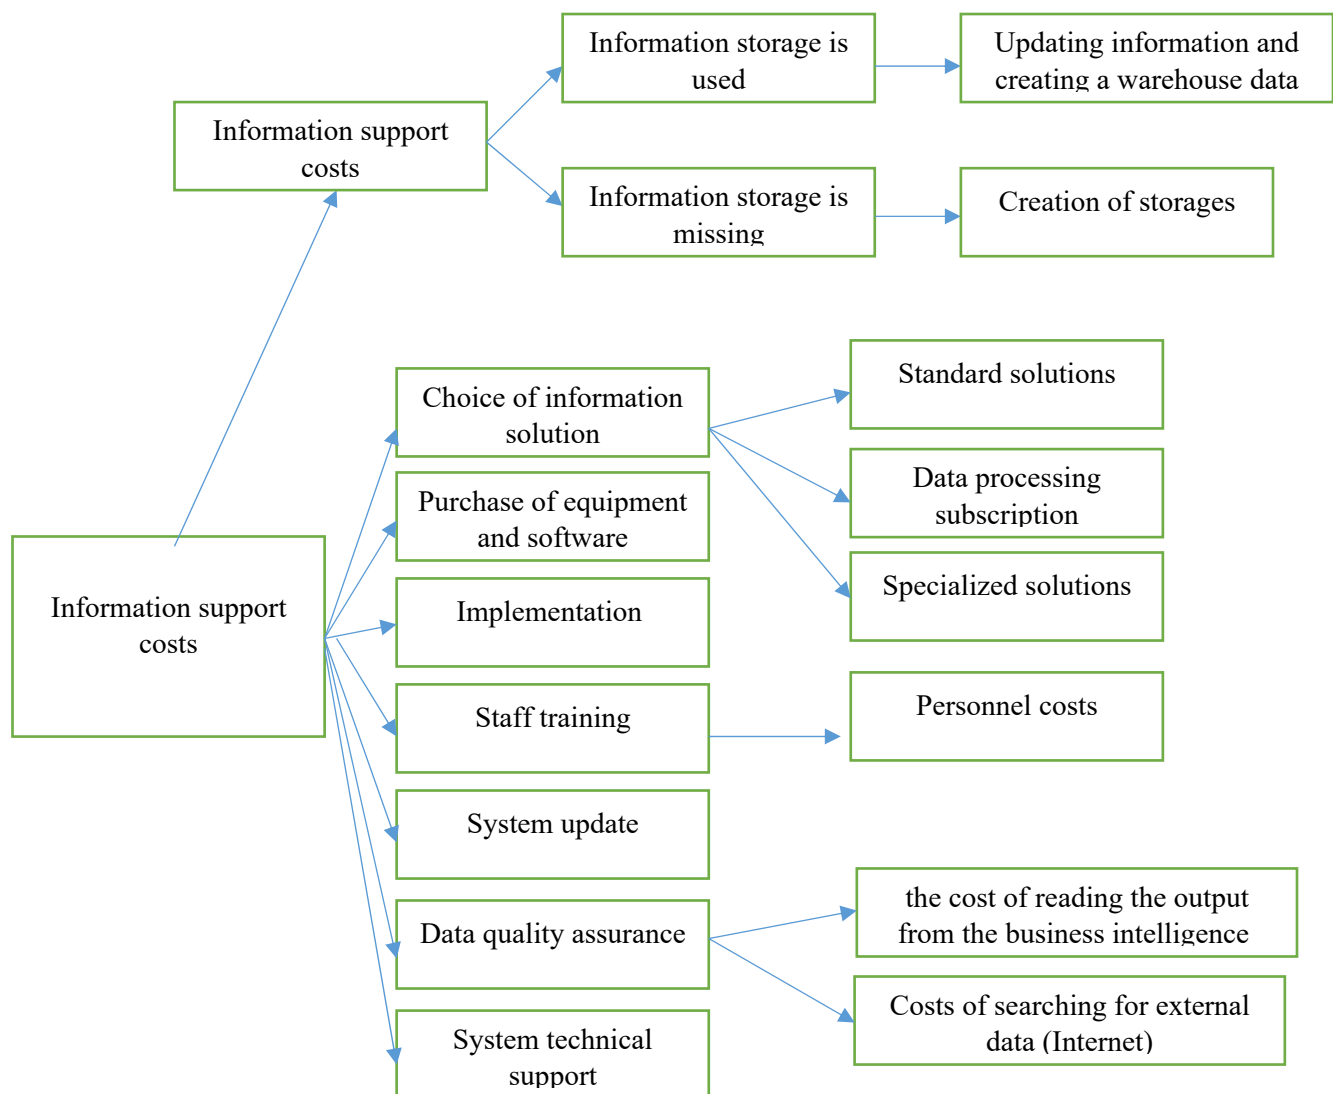 Information storage is
used
Updating information and
creating a warehouse data
Information support
costs
Information storage is
missing
Creation of storages
Standard solutions
Choice of information
solution
Data processing
subscription
Purchase of equipment
and software
Specialized solutions
Information support
costs
Implementation
Staff training
Personnel costs
System update
Data quality assurance
the cost of reading the output
from the business intelligence
Costs of searching for external
data (Internet)
System technical
support